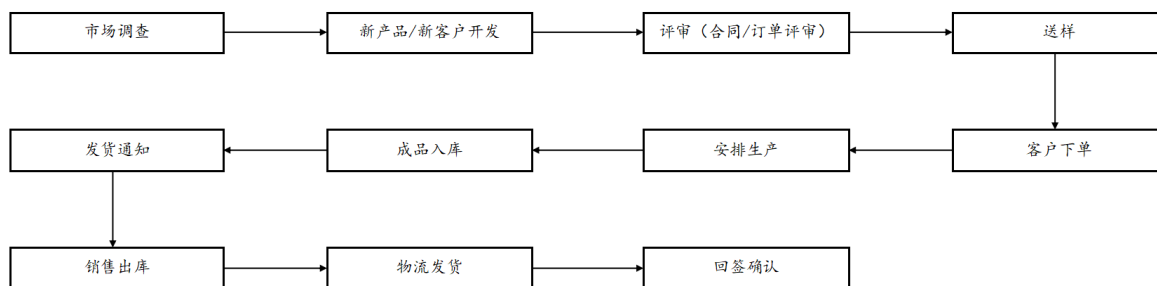 市场调查
新产品/新客户开发
评审（合同/订单评审）
送样
客户下单
安排生产
成品入库
发货通知
销售出库
物流发货
回签确认